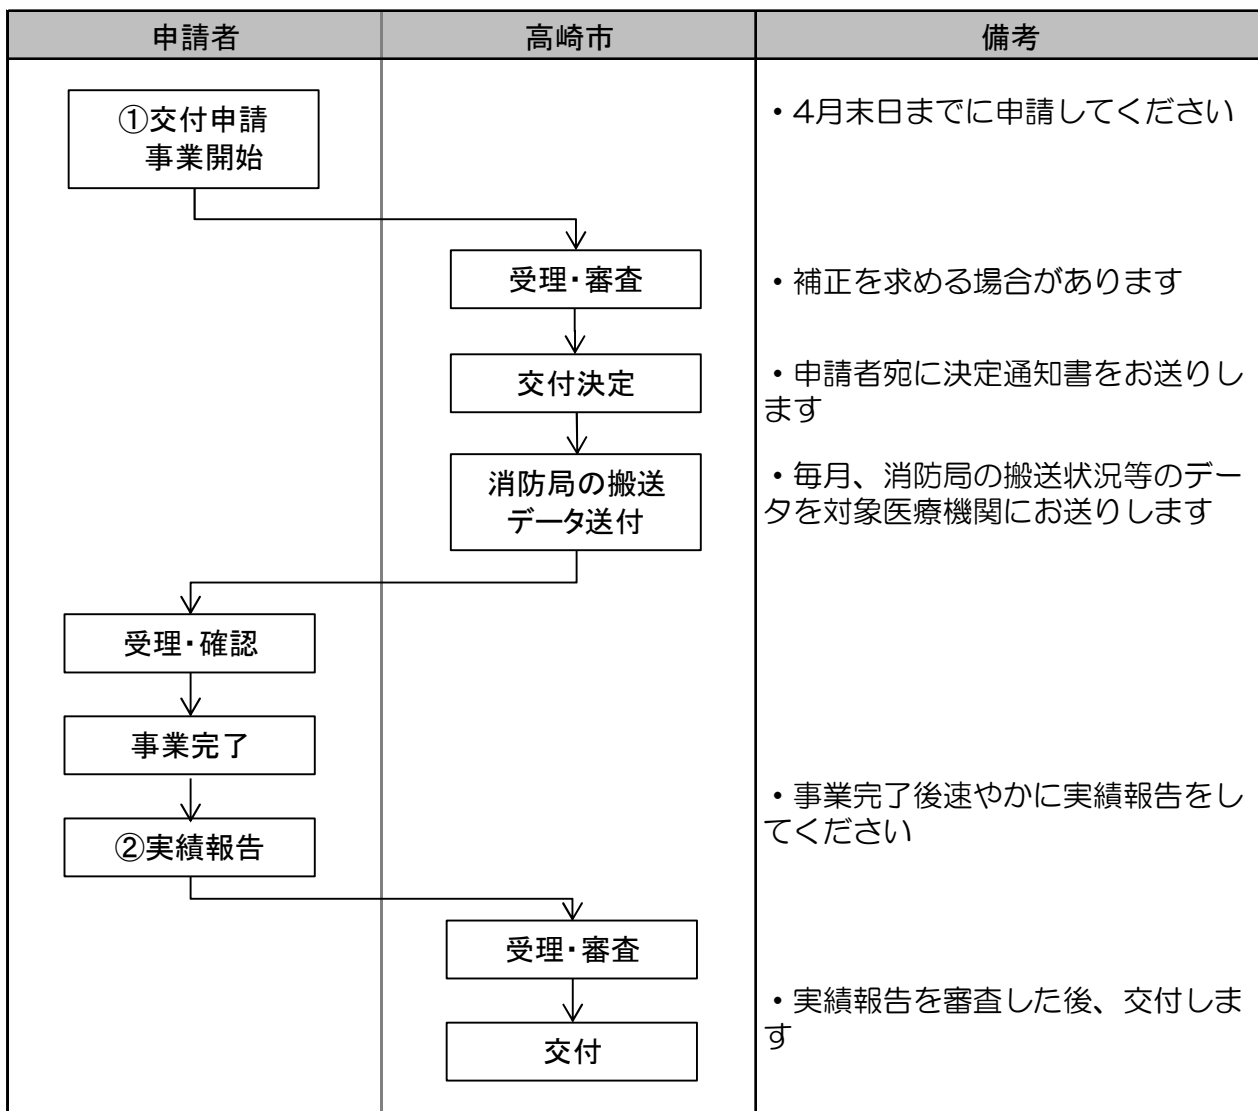 申請者
高崎市
備考
①交付申請
事業開始
・4月末日までに申請してください
受理・審査
・補正を求める場合があります
交付決定
・申請者宛に決定通知書をお送りし
ます
消防局の搬送
データ送付
・毎月、消防局の搬送状況等のデー
タを対象医療機関にお送りします
受理・確認
事業完了
②実績報告
・事業完了後速やかに実績報告をし
てください
受理・審査
交付
・実績報告を審査した後、交付しま
す